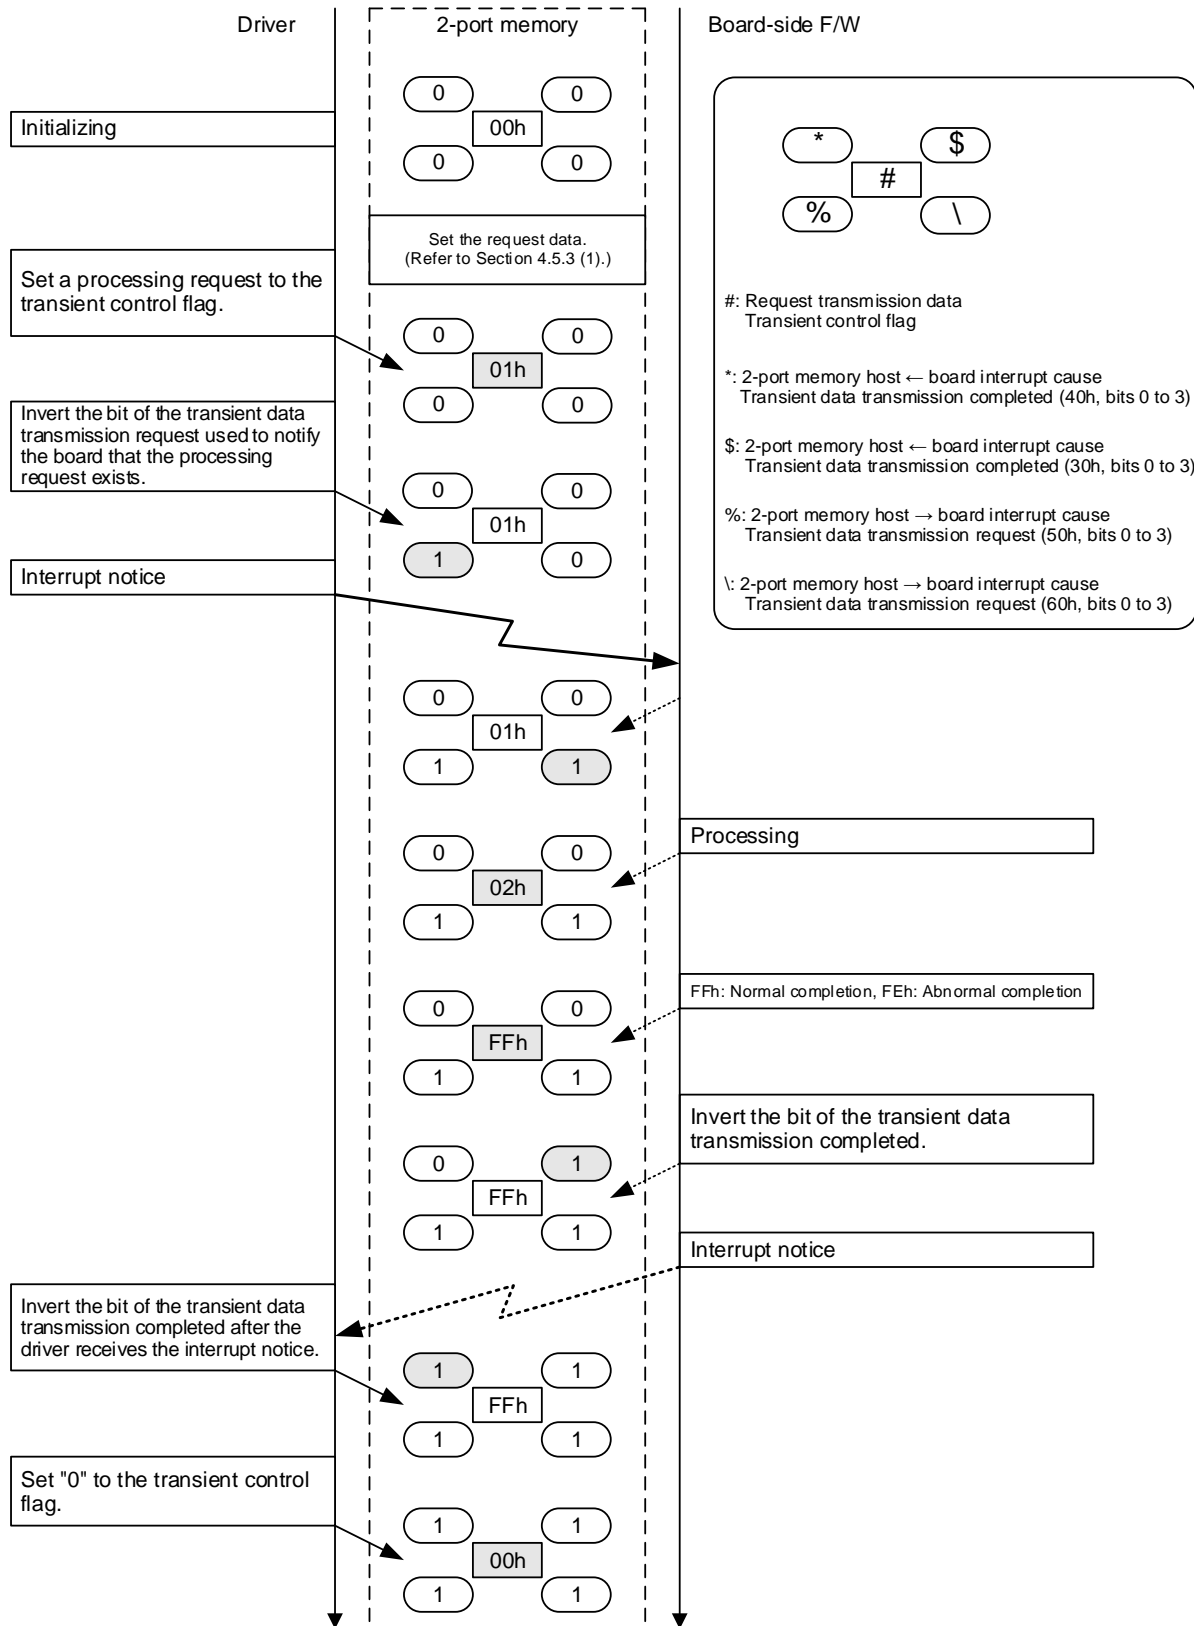 Driver
2-port memory
Board-side F/W
0 0
00h
0 0
Initializing
* $
#
% \
Set the request data.
(Refer to Section 4.5.3 (1).)
Set a processing request to the
transient control flag.
#: Request transmission data
Transient control flag
*: 2-port memory host ← board interrupt cause
Transient data transmission completed (40h, bits 0 to 3)
$: 2-port memory host ← board interrupt cause
Transient data transmission completed (30h, bits 0 to 3)
%: 2-port memory host → board interrupt cause
Transient data transmission request (50h, bits 0 to 3)
\: 2-port memory host → board interrupt cause
Transient data transmission request (60h, bits 0 to 3)
0 0
01h
0 0
Invert the bit of the transient data
transmission request used to notify
the board that the processing
request exists.
0 0
01h
1 0
Interrupt notice
0 0
01h
1 1
Processing
0 0
02h
1 1
FFh: Normal completion, FEh: Abnormal completion
0 0
FFh
1 1
Invert the bit of the transient data
transmission completed.
0 1
FFh
1 1
Interrupt notice
Invert the bit of the transient data
transmission completed after the
driver receives the interrupt notice.
1 1
FFh
1 1
Set "0" to the transient control
flag.
1 1
00h
1 1